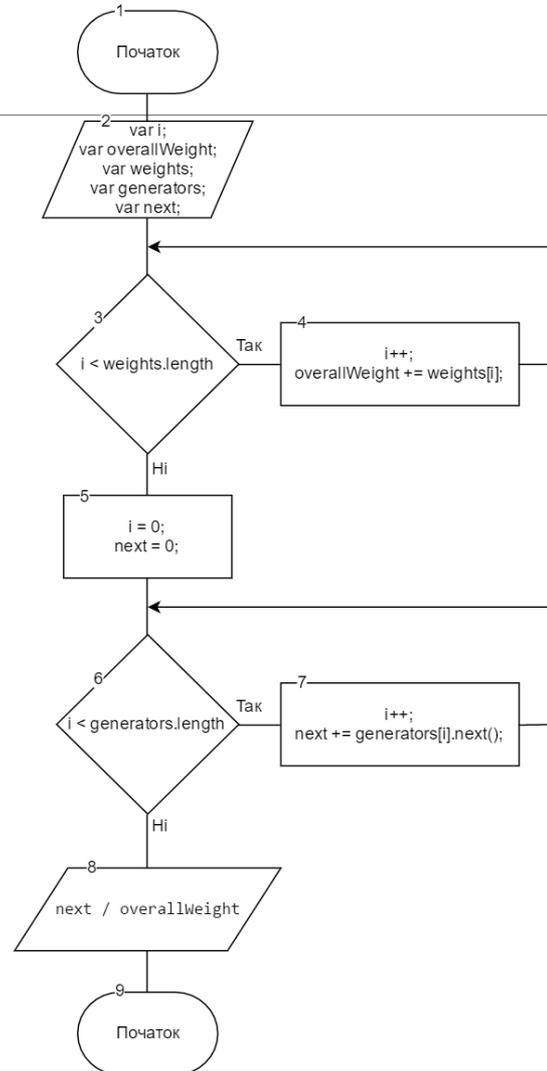 1
Початок
2
var i;
var overallWeight;
var weights;
var generators;
var next;
3
i < weights.length
Так
4
i++;
overallWeight += weights[i];
Ні
5
i = 0;
next = 0;
6
i < generators.length
Так
7
i++;
next += generators[i].next();
Ні
8
next / overallWeight
9
Початок